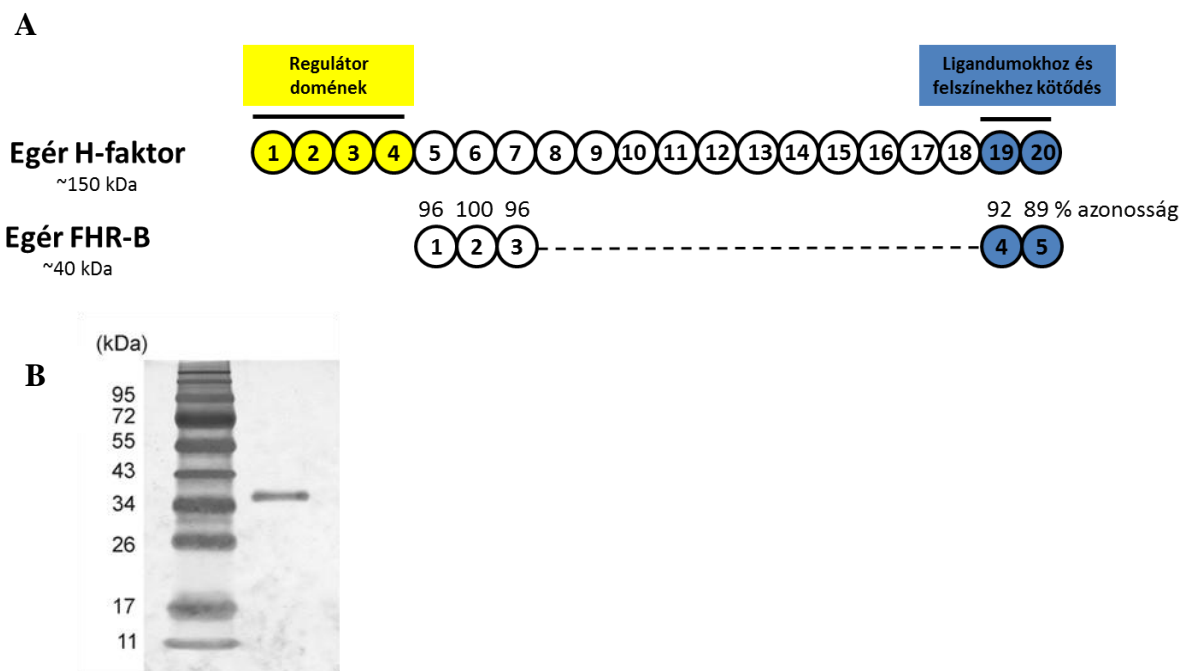 A
Regulátor
domének
Ligandumokhoz és
felszínekhez kötődés
Egér H-faktor
~150 kDa
1 2 3 4 5 6 7 8 9 10 11 12 13 14 15 16 17 18 19 20
96 100 96 92 89 % azonosság
Egér FHR-B
~40 kDa
1 2 3 4 5
B
(kDa)
95
72
55
43
34
26
17
11